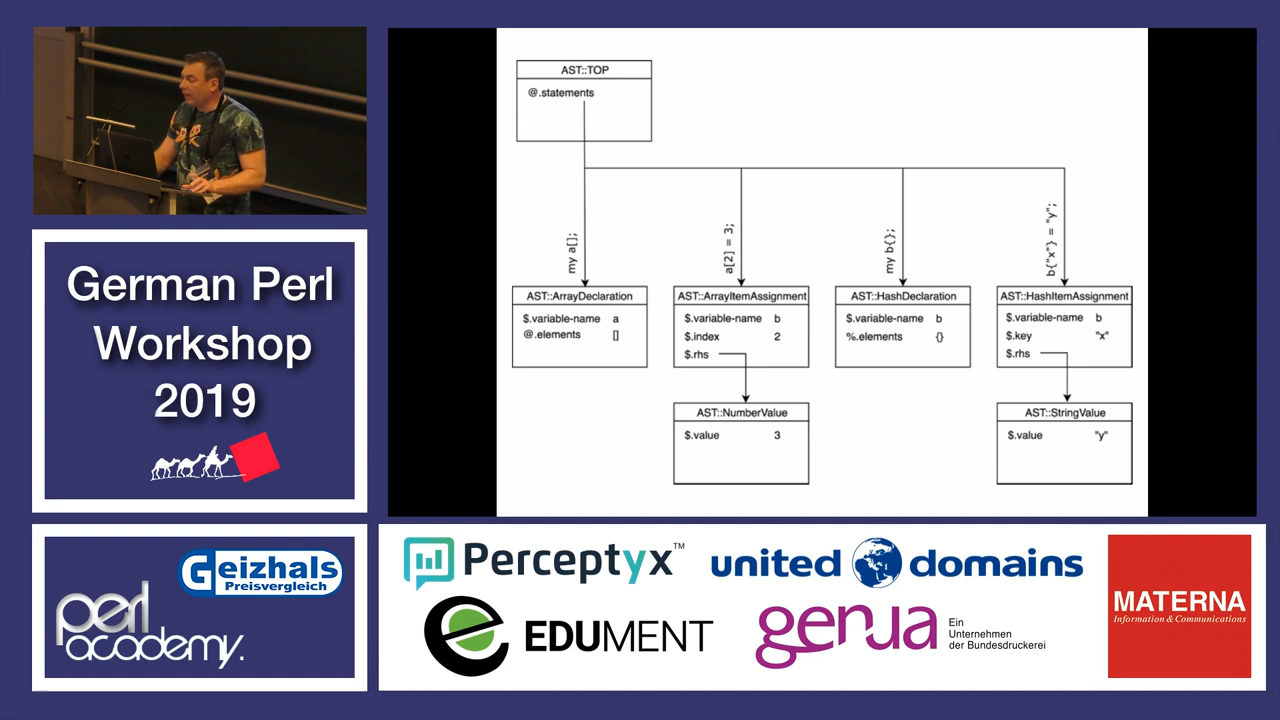 AST::TOP
@.statements
my a[];
a[2] = 3;
my b{};
b{"x"} = "y";
AST::ArrayDeclaration
$.variable-name a
@.elements []
AST::ArrayItemAssignment
$.variable-name b
$.index 2
$.rhs
AST::HashDeclaration
$.variable-name b
%.elements {}
AST::HashItemAssignment
$.variable-name b
$.key "x"
$.rhs
AST::NumberValue
$.value 3
AST::StringValue
$.value "y"
German Perl
Workshop
2019
Geizhals
Preisvergleich
perl
academy.
Perceptyx™
united domains
EDUMENT
genua
Ein
Unternehmen
der Bundesdruckerei
MATERNA
Information & Communications